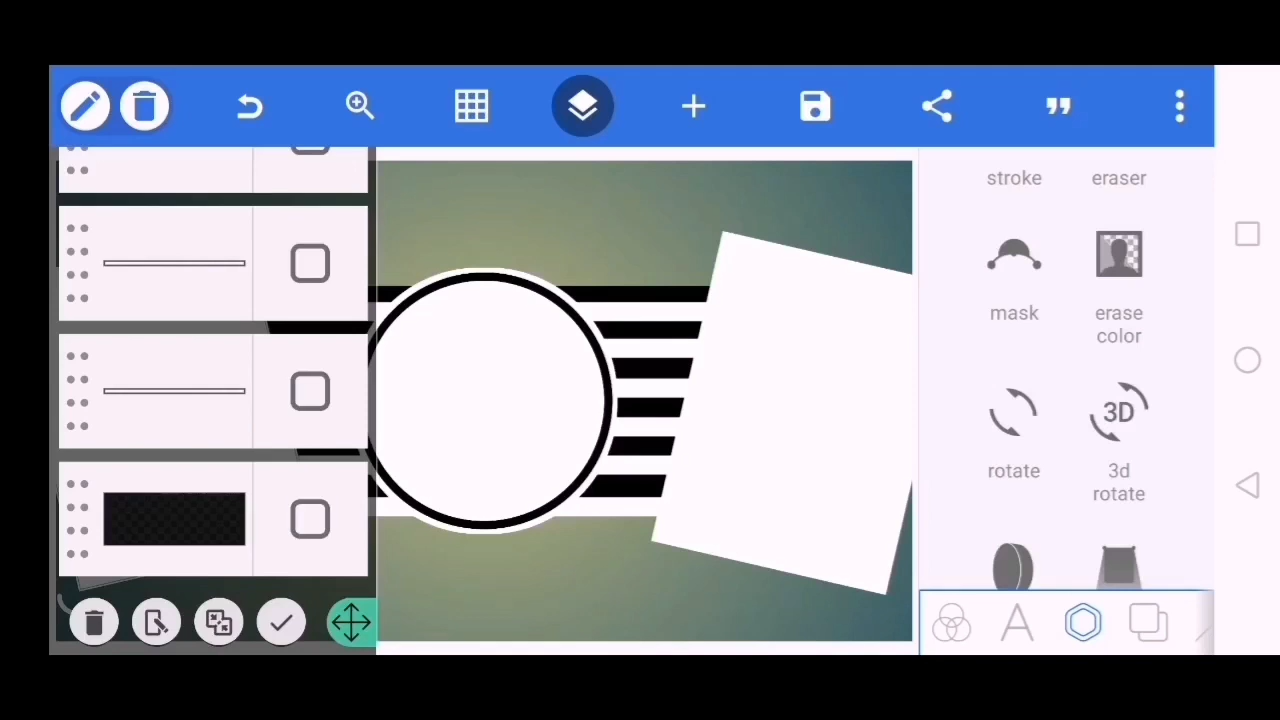 stroke eraser
mask erase
color
rotate 3D
3d
rotate
A